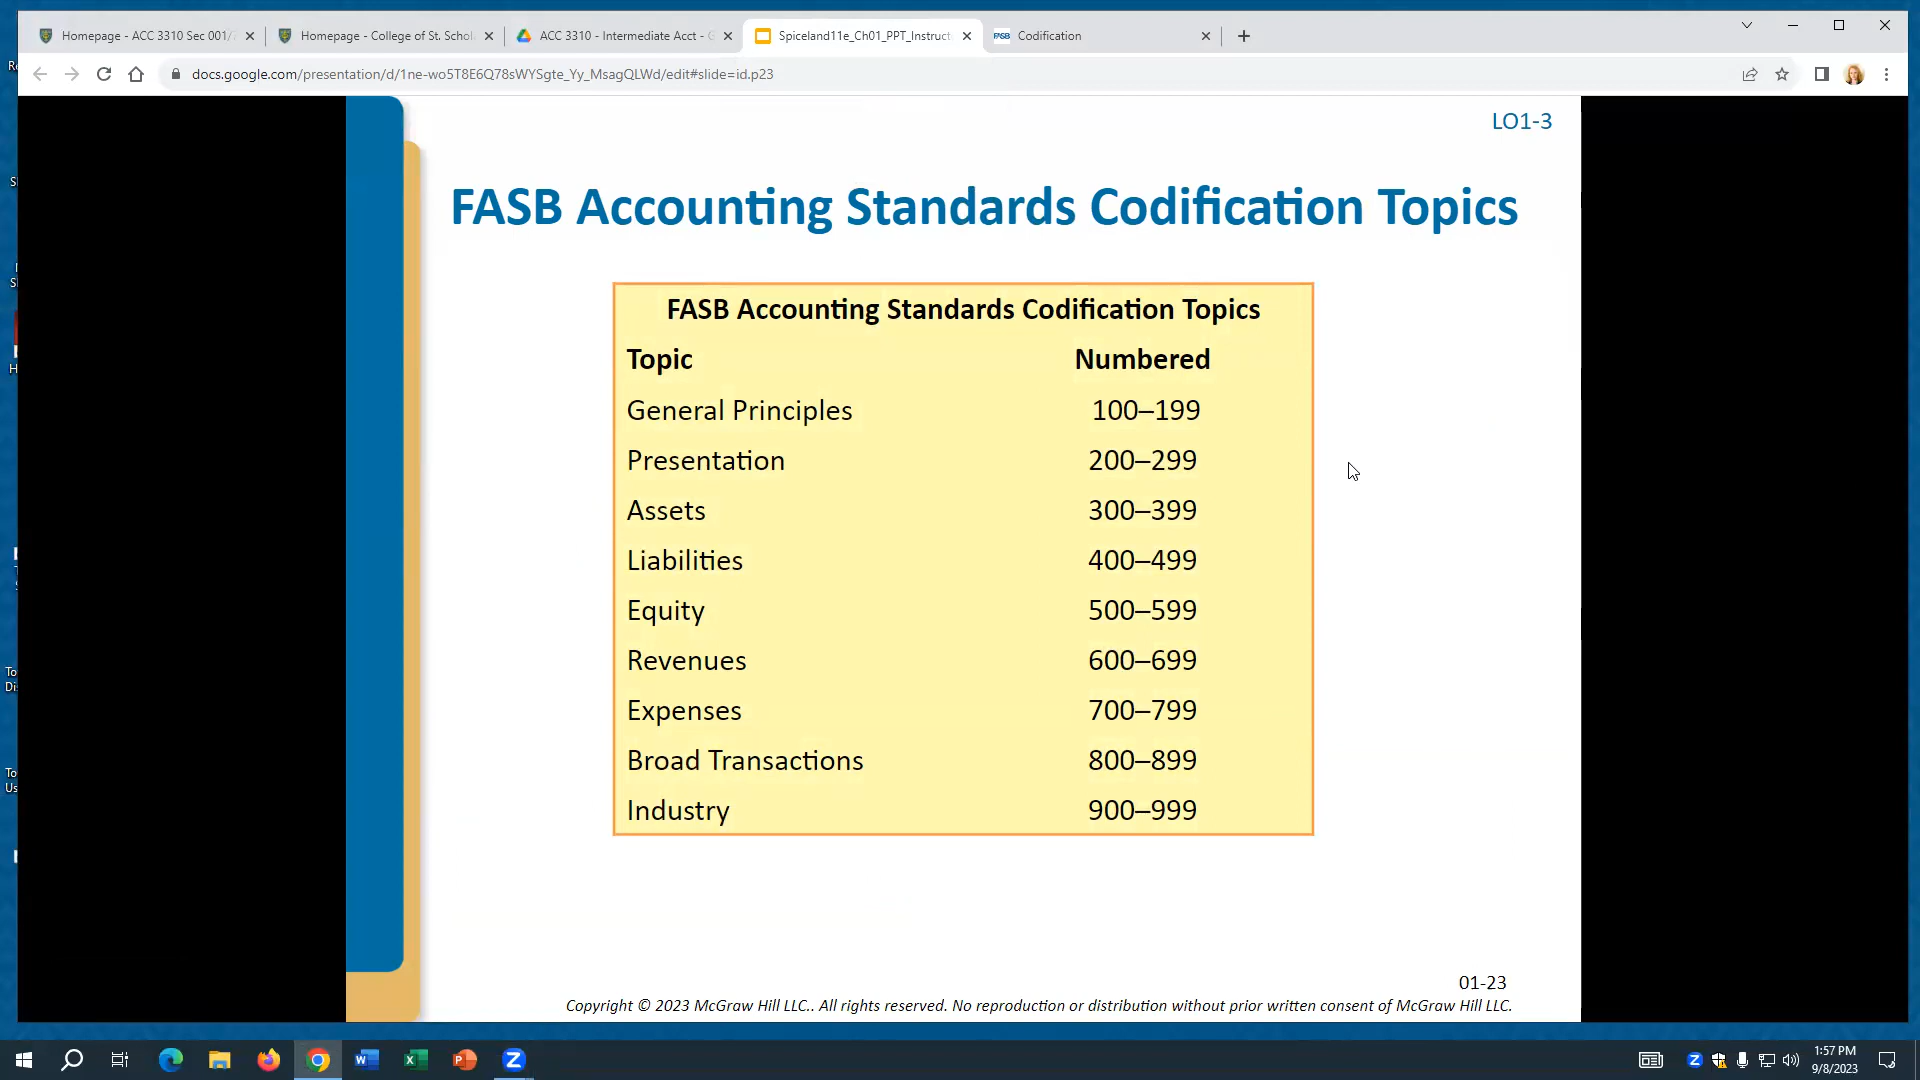 Homepage - ACC 3310 Sec 001/
Homepage - College of St. Schol
ACC 3310 - Intermediate Acct - G
Spiceland11e_Ch01_PPT_Instruct
FASB Codification
docs.google.com/presentation/d/1ne-wo5T8E6Q78sWYSgte_Yy_MsagQLWd/edit#slide=id.p23
LO1-3
FASB Accounting Standards Codification Topics
FASB Accounting Standards Codification Topics
Topic Numbered
General Principles 100–199
Presentation 200–299
Assets 300–399
Liabilities 400–499
Equity 500–599
Revenues 600–699
Expenses 700–799
Broad Transactions 800–899
Industry 900–999
01-23
Copyright © 2023 McGraw Hill LLC.. All rights reserved. No reproduction or distribution without prior written consent of McGraw Hill LLC.
1:57 PM
9/8/2023